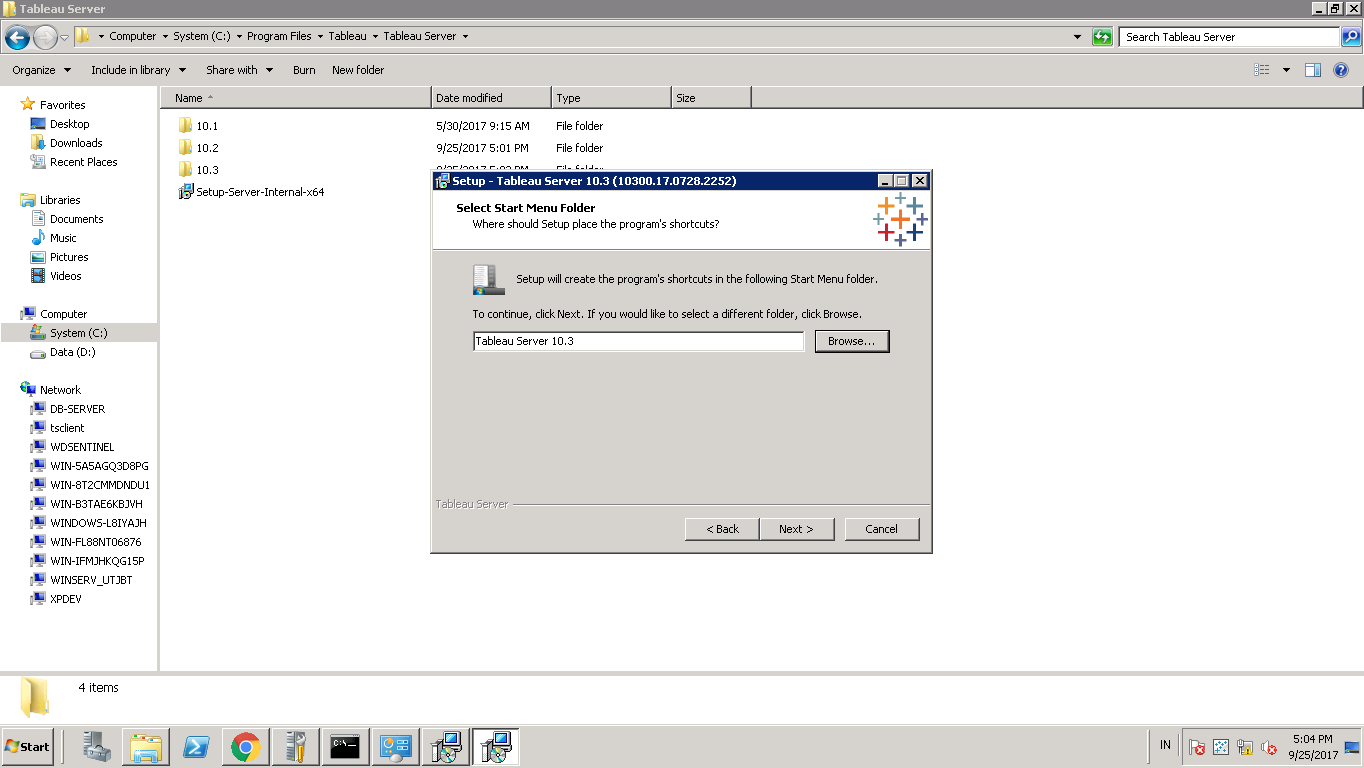 Tableau Server
Computer System (C:) Program Files Tableau Tableau Server
Search Tableau Server
Organize Include in library Share with Burn New folder
Name Date modified Type Size
Favorites
Desktop
Downloads
Recent Places
Libraries
Documents
Music
Pictures
Videos
Computer
System (C:)
Data (D:)
Network
DB-SERVER
tsclient
WDSENTINEL
WIN-5A5AGQ3D8PG
WIN-8T2CMMDNDU1
WIN-B3TAE6KBJVH
WINDOWS-L8IYAJH
WIN-FL88NT06876
WIN-IFMJHKQG15P
WINSERV_UTJBT
XPDEV
10.1 5/30/2017 9:15 AM File folder
10.2 9/25/2017 5:01 PM File folder
10.3
Setup-Server-Internal-x64
Setup - Tableau Server 10.3 (10300.17.0728.2252)
Select Start Menu Folder
Where should Setup place the program's shortcuts?
Setup will create the program's shortcuts in the following Start Menu folder.
To continue, click Next. If you would like to select a different folder, click Browse.
Tableau Server 10.3 Browse...
Tableau Server
< Back Next > Cancel
4 items
Start
IN
5:04 PM
9/25/2017